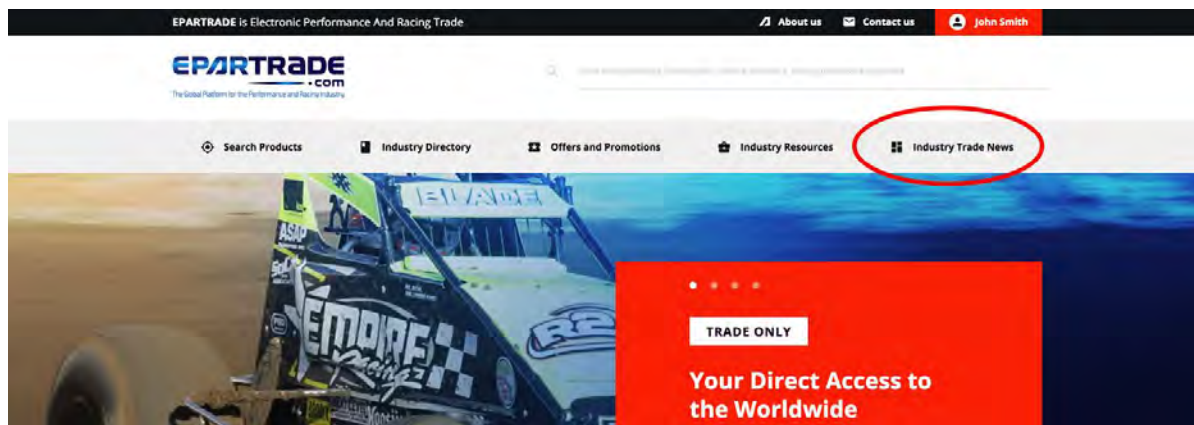 EPARTRADE is Electronic Performance And Racing Trade
About us
Contact us
John Smith
EPARTRADE
.com
The Global Platform for the Performance and Racing Industry
Search Products
Industry Directory
Offers and Promotions
Industry Resources
Industry Trade News
BLADE
ASAP
EMPIRE
racing
R2
TRADE ONLY
Your Direct Access to
the Worldwide